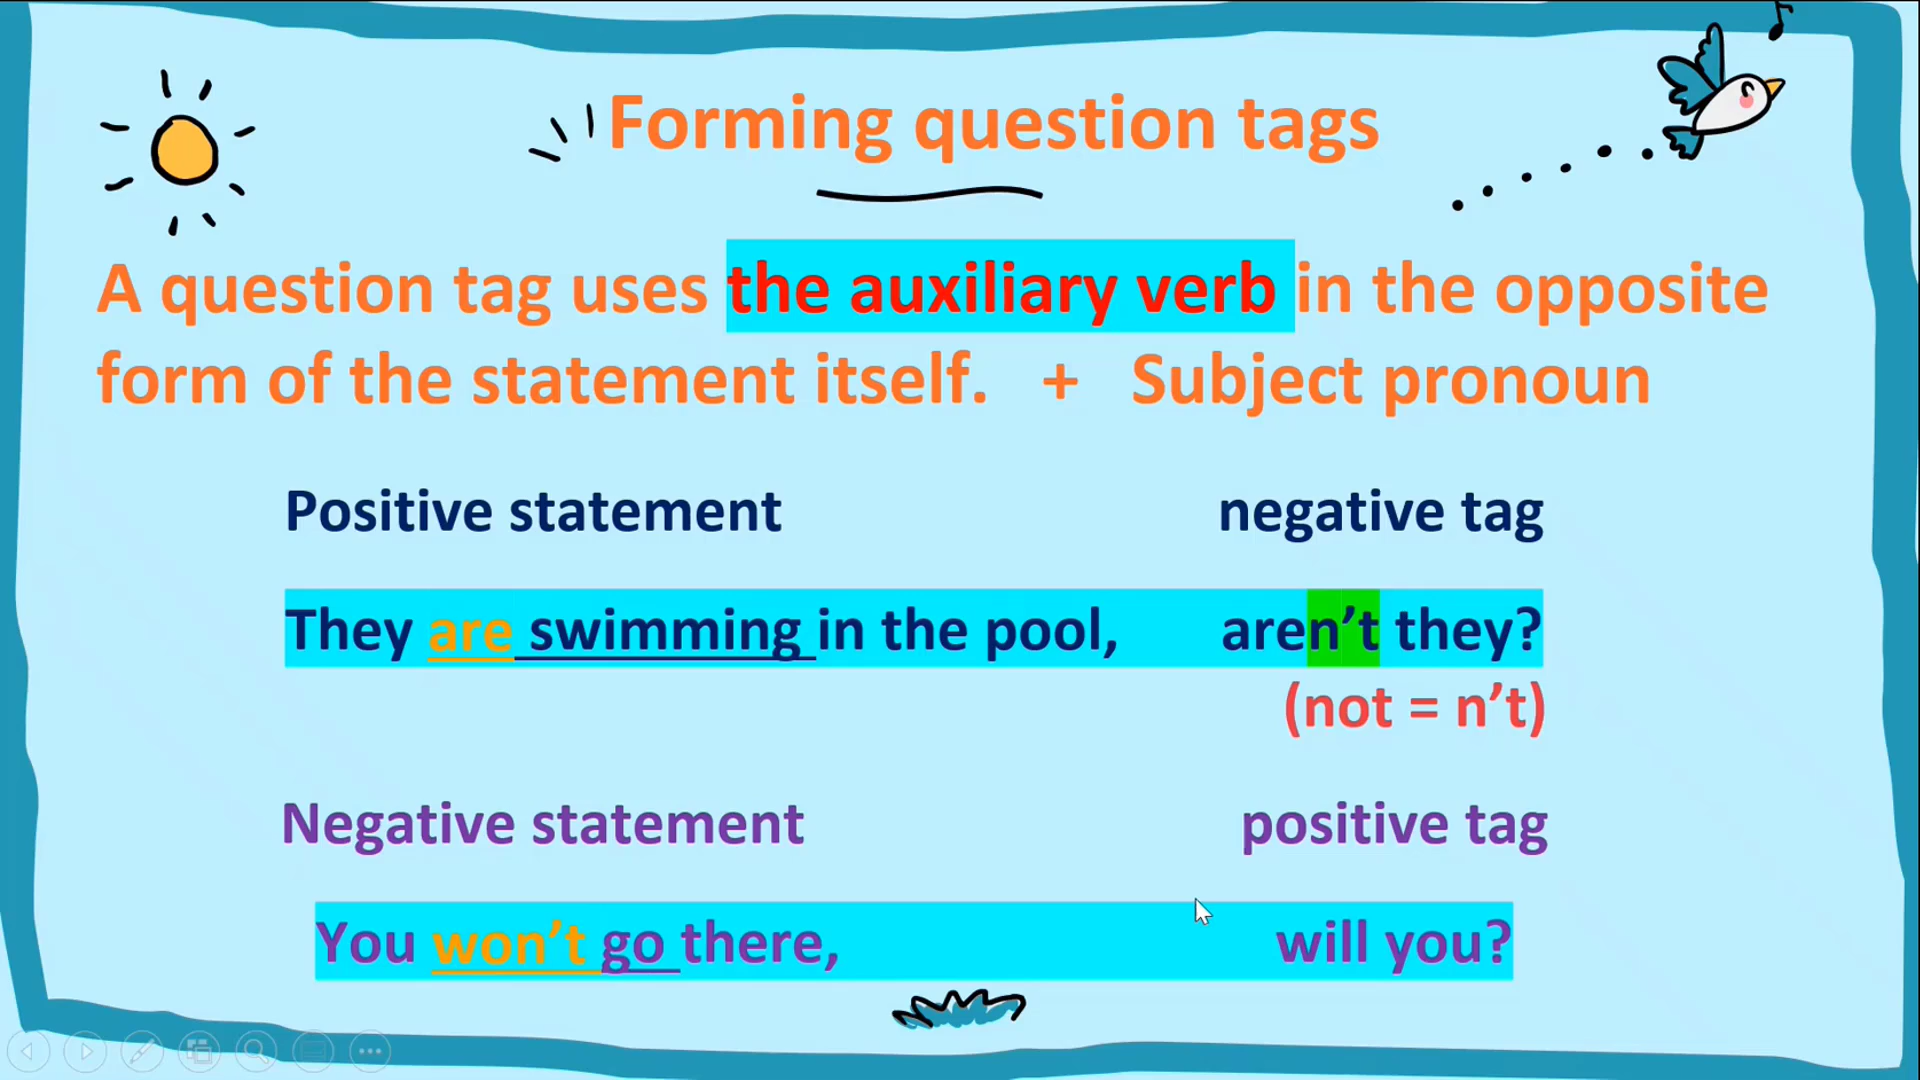 Forming question tags
A question tag uses the auxiliary verb in the opposite
form of the statement itself. + Subject pronoun
Positive statement negative tag
They are swimming in the pool, aren’t they?
(not = n’t)
Negative statement positive tag
You won’t go there, will you?